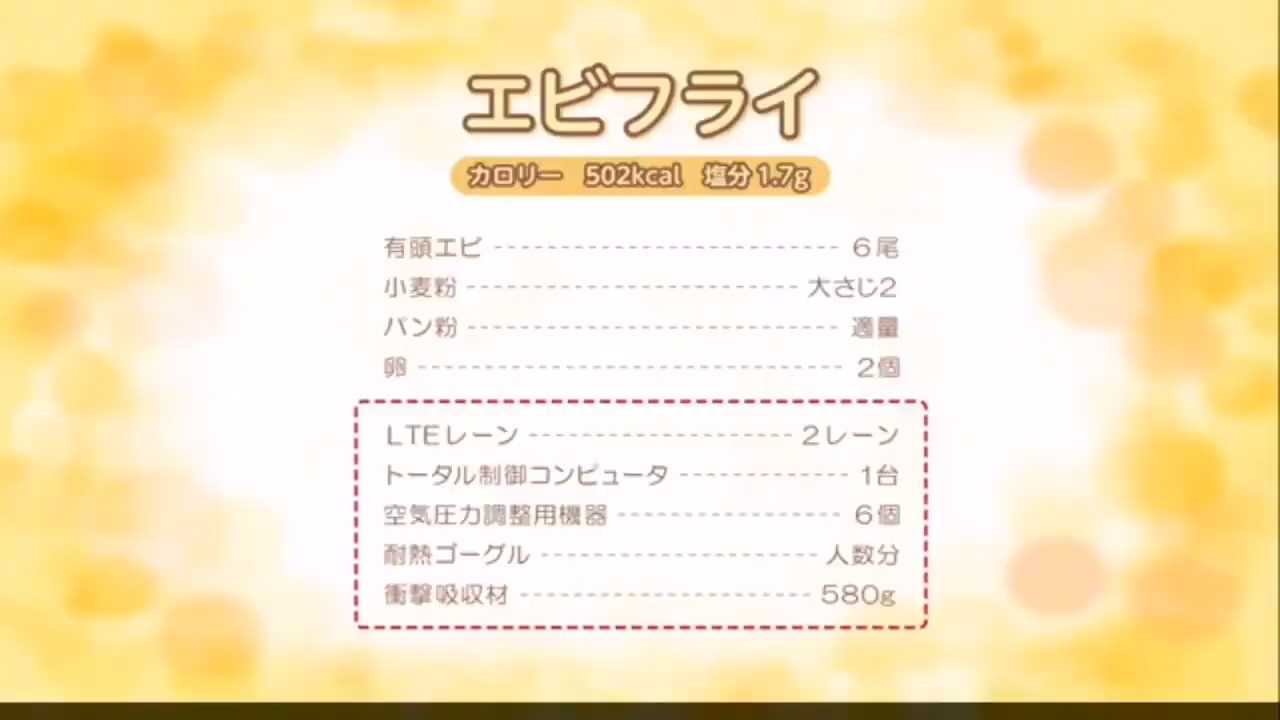 エビフライ
カロリー 502kcal 塩分 1.7g
有頭エビ ---------------------------- 6尾
小麦粉 --------------------------- 大さじ2
パン粉 ------------------------------ 適量
卵 ----------------------------------- 2個
LTEレーン ---------------------- 2レーン
トータル制御コンピュータ -------------- 1台
空気圧力調整用機器 ------------------ 6個
耐熱ゴーグル ----------------------- 人数分
衝撃吸収材 ------------------------ 580g